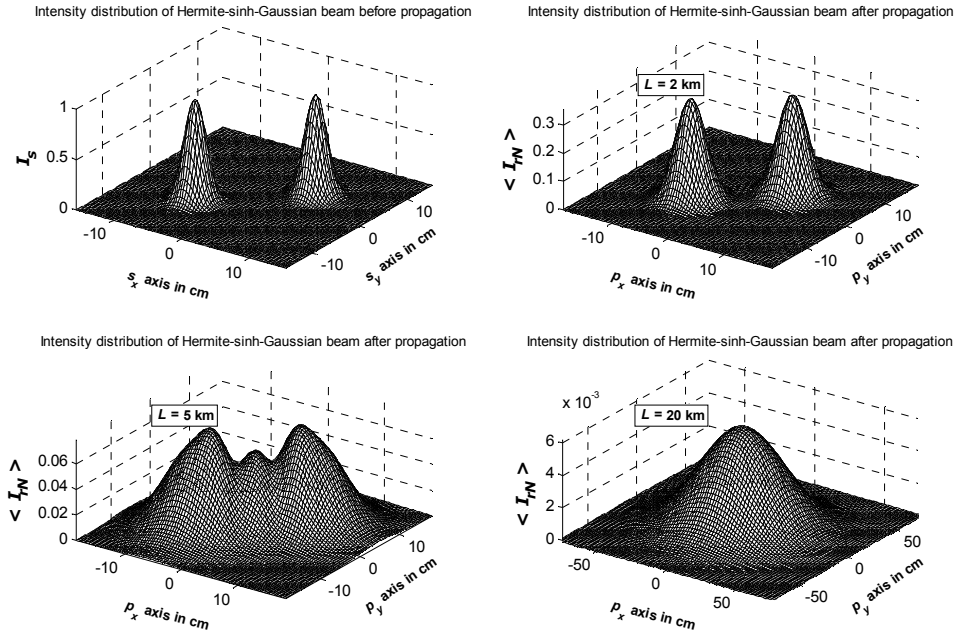 Intensity distribution of Hermite-sinh-Gaussian beam before propagation
1
0.5
0
I_s
-10
0
10
s_x axis in cm
-10
0
10
s_y axis in cm
Intensity distribution of Hermite-sinh-Gaussian beam after propagation
L = 2 km
0.3
0.2
0.1
0
< I_rN >
-10
0
10
p_x axis in cm
-10
0
10
p_y axis in cm
Intensity distribution of Hermite-sinh-Gaussian beam after propagation
L = 5 km
0.06
0.04
0.02
0
< I_rN >
-10
0
10
p_x axis in cm
-10
0
10
p_y axis in cm
Intensity distribution of Hermite-sinh-Gaussian beam after propagation
x 10^-3
L = 20 km
6
4
2
0
< I_rN >
-50
0
50
p_x axis in cm
-50
0
50
p_y axis in cm